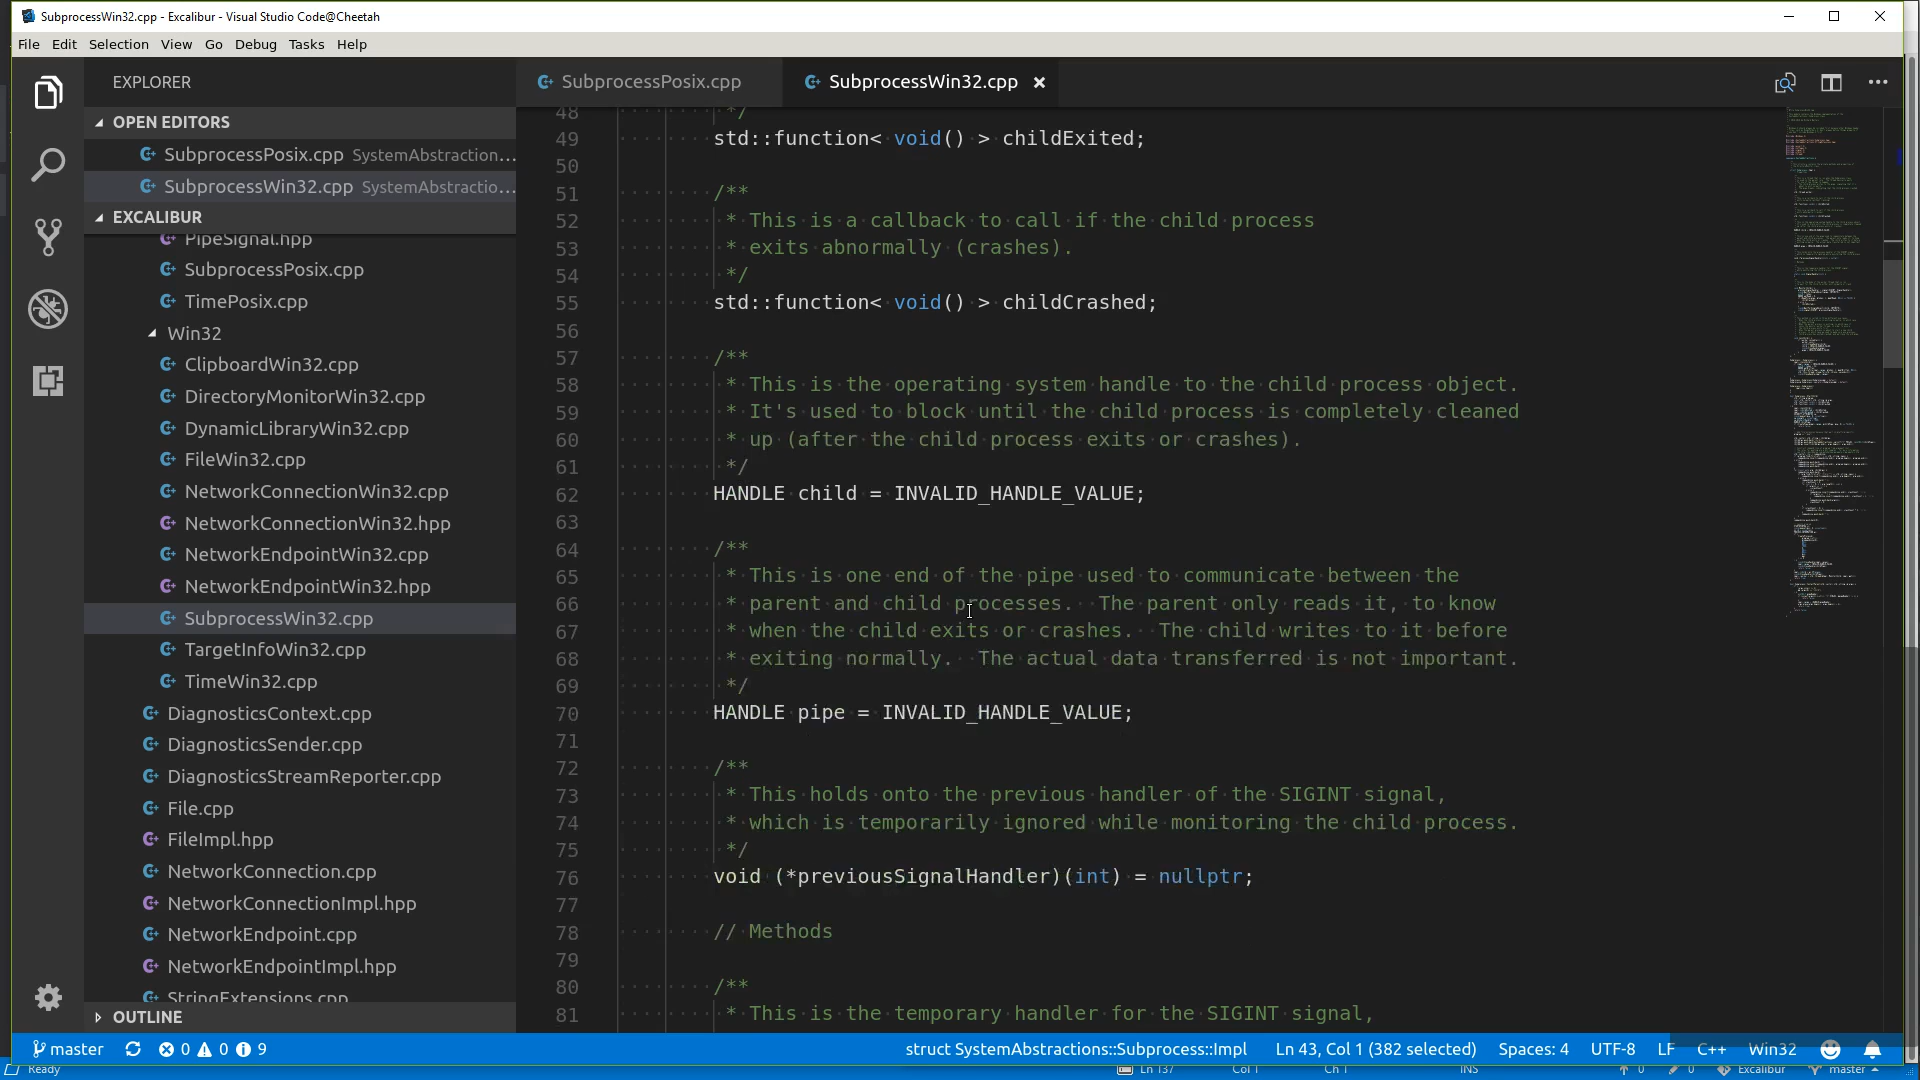 SubprocessWin32.cpp - Excalibur - Visual Studio Code@Cheetah
File Edit Selection View Go Debug Tasks Help
EXPLORER
OPEN EDITORS
SubprocessPosix.cpp SystemAbstraction...
SubprocessWin32.cpp SystemAbstractio...
EXCALIBUR
PipeSignal.hpp
SubprocessPosix.cpp
TimePosix.cpp
Win32
ClipboardWin32.cpp
DirectoryMonitorWin32.cpp
DynamicLibraryWin32.cpp
FileWin32.cpp
NetworkConnectionWin32.cpp
NetworkConnectionWin32.hpp
NetworkEndpointWin32.cpp
NetworkEndpointWin32.hpp
SubprocessWin32.cpp
TargetInfoWin32.cpp
TimeWin32.cpp
DiagnosticsContext.cpp
DiagnosticsSender.cpp
DiagnosticsStreamReporter.cpp
File.cpp
FileImpl.hpp
NetworkConnection.cpp
NetworkConnectionImpl.hpp
NetworkEndpoint.cpp
NetworkEndpointImpl.hpp
StringExtensions.cpp
OUTLINE
SubprocessPosix.cpp SubprocessWin32.cpp
48 */
49 std::function< void() > childExited;
50
51 /**
52 * This is a callback to call if the child process
53 * exits abnormally (crashes).
54 */
55 std::function< void() > childCrashed;
56
57 /**
58 * This is the operating system handle to the child process object.
59 * It's used to block until the child process is completely cleaned
60 * up (after the child process exits or crashes).
61 */
62 HANDLE child = INVALID_HANDLE_VALUE;
63
64 /**
65 * This is one end of the pipe used to communicate between the
66 * parent and child processes.  The parent only reads it, to know
67 * when the child exits or crashes.  The child writes to it before
68 * exiting normally.  The actual data transferred is not important.
69 */
70 HANDLE pipe = INVALID_HANDLE_VALUE;
71
72 /**
73 * This holds onto the previous handler of the SIGINT signal,
74 * which is temporarily ignored while monitoring the child process.
75 */
76 void (*previousSignalHandler)(int) = nullptr;
77
78 // Methods
79
80 /**
81 * This is the temporary handler for the SIGINT signal,
master 0 0 9 struct SystemAbstractions::Subprocess::Impl Ln 43, Col 1 (382 selected) Spaces: 4 UTF-8 LF C++ Win32
Ready Ln 137 Col 1 Ch 1 INS 0 0 Excalibur master